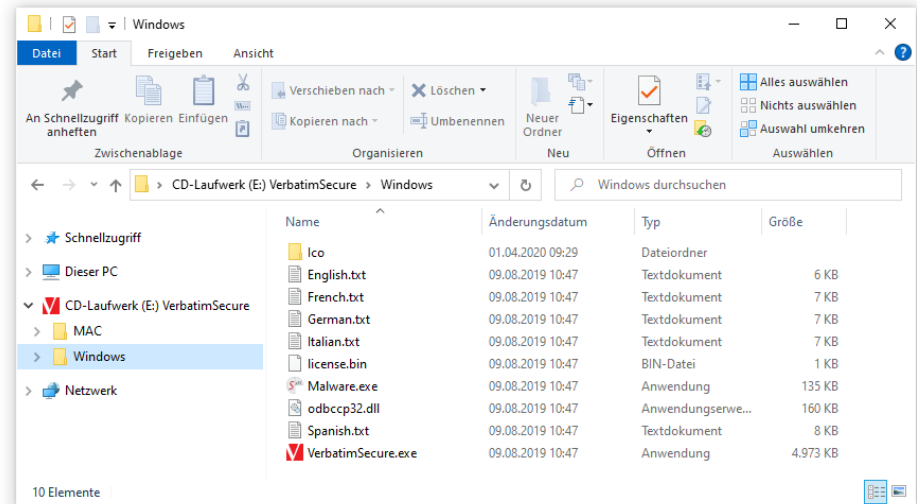 Windows
Datei Start Freigeben Ansicht
An Schnellzugriff anheften
Kopieren
Einfügen
Zwischenablage
Verschieben nach
Kopieren nach
Löschen
Umbenennen
Organisieren
Neuer Ordner
Neu
Eigenschaften
Öffnen
Alles auswählen
Nichts auswählen
Auswahl umkehren
Auswählen
CD-Laufwerk (E:) VerbatimSecure > Windows
Windows durchsuchen
Schnellzugriff
Dieser PC
CD-Laufwerk (E:) VerbatimSecure
MAC
Windows
Netzwerk
Name Änderungsdatum Typ Größe
Ico 01.04.2020 09:29 Dateiordner
English.txt 09.08.2019 10:47 Textdokument 6 KB
French.txt 09.08.2019 10:47 Textdokument 7 KB
German.txt 09.08.2019 10:47 Textdokument 7 KB
Italian.txt 09.08.2019 10:47 Textdokument 7 KB
license.bin 09.08.2019 10:47 BIN-Datei 1 KB
Malware.exe 09.08.2019 10:47 Anwendung 135 KB
odbccp32.dll 09.08.2019 10:47 Anwendungserwe... 160 KB
Spanish.txt 09.08.2019 10:47 Textdokument 8 KB
VerbatimSecure.exe 09.08.2019 10:47 Anwendung 4.973 KB
10 Elemente